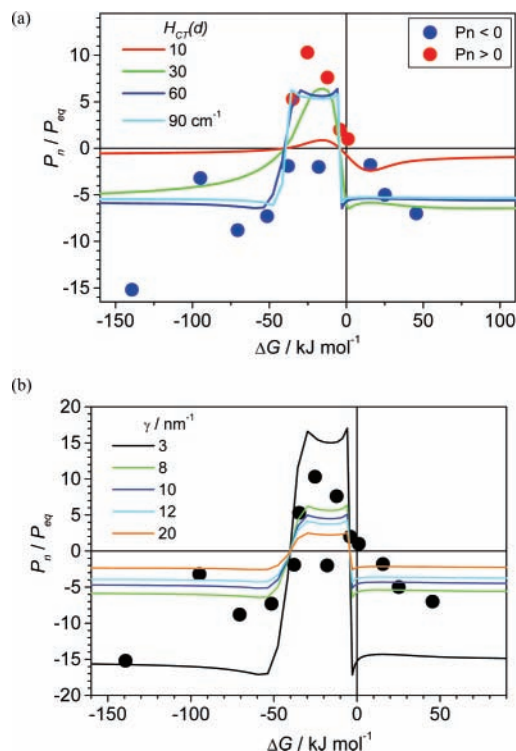 (a)
H_CT(d)
10
30
60
90 cm⁻¹
Pn < 0
Pn > 0
10
5
0
-5
-10
-15
P_n / P_eq
-150 -100 -50 0 50 100
ΔG / kJ mol⁻¹
(b)
γ / nm⁻¹
3
8
10
12
20
20
15
10
5
0
-5
-10
-15
-20
P_n / P_eq
-150 -100 -50 0 50
ΔG / kJ mol⁻¹